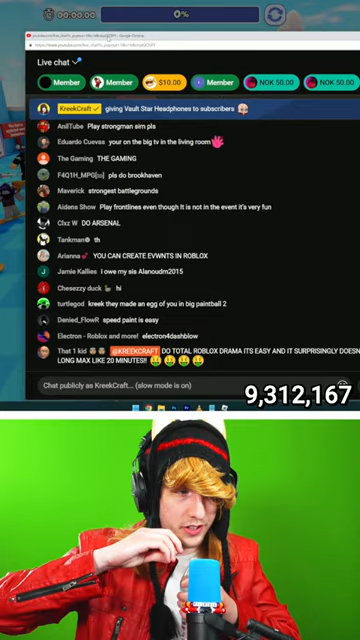 00:00:00
0%
Live chat
Member
Member
$10.00
Member
NOK 50.00
NOK 50.00
KreekCraft giving Vault Star Headphones to subscribers
AnilTube Play strongman sim pls
Eduardo Cuevas your on the big tv in the living room
The Gaming THE GAMING
F4Q1H_MPG[◻] pls do brookhaven
Maverick strongest battlegrounds
Aidens Show Play frontlines even though it is not in the event it's very fun
Clxz W DO ARSENAL
Tankman th
Arianna YOU CAN CREATE EVWNTS IN ROBLOX
Jamie Kallies i owe my sis Alanoudm2015
Chesezzy duck hi
turtlegod kreek they made an egg of you in big paintball 2
Denied_FlowR speed paint is easy
Electron - Roblox and more! electron4dashblow
That 1 kid @KREEKCRAFT DO TOTAL ROBLOX DRAMA ITS EASY AND IT SURPRISINGLY DOESN
LONG MAX LIKE 20 MINUTES!!
Chat publicly as KreekCraft... (slow mode is on)
9,312,167